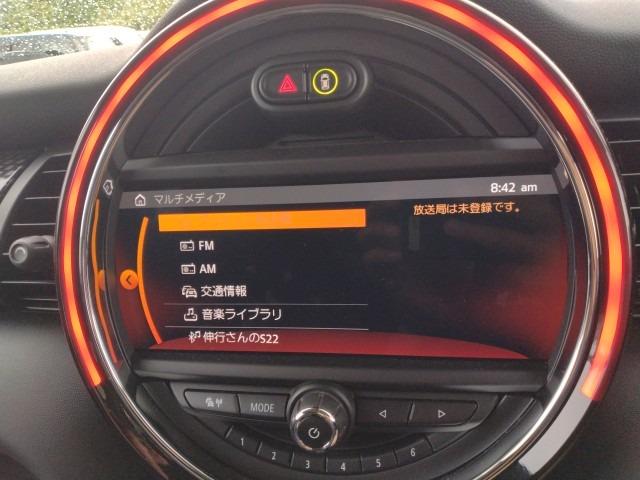 マルチメディア
8:42 am
放送局は未登録です。
FM
AM
交通情報
音楽ライブラリ
伸行さんのS22
MODE
1 2 3 4 5 6